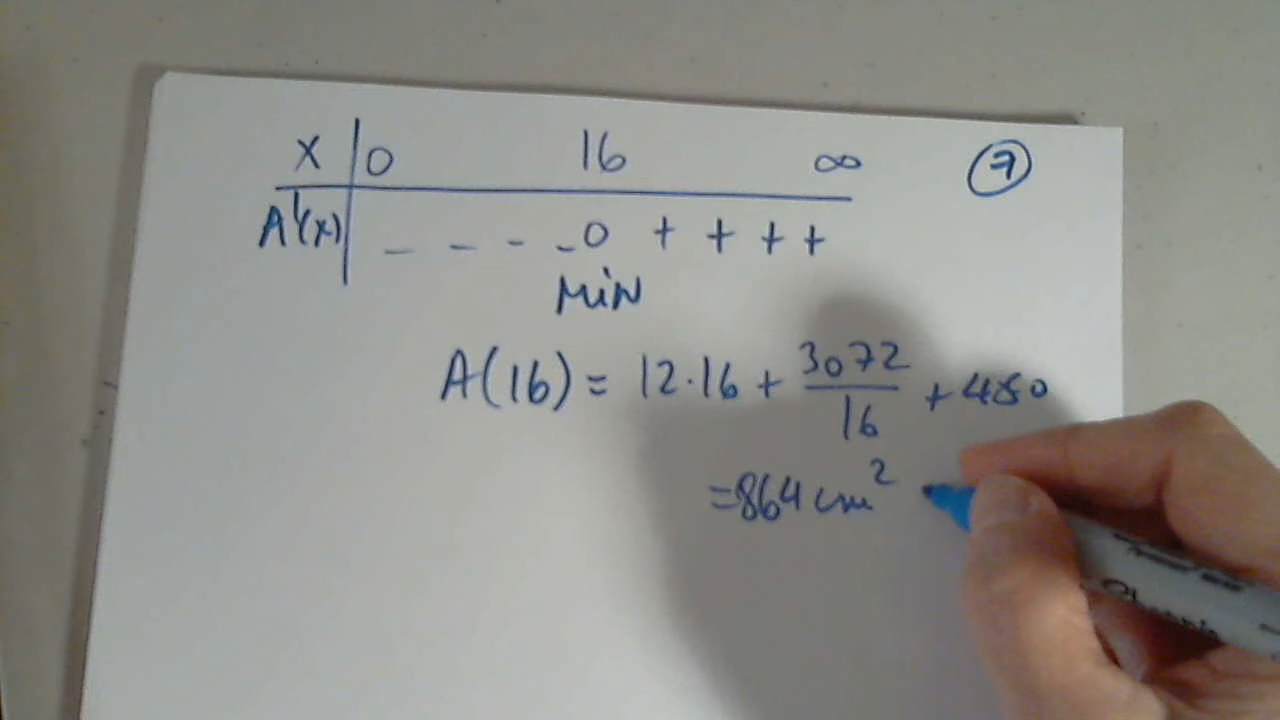 x 0 16 ∞ 7
A'(x) - - - - 0 + + + +
MiN
A(16) = 12·16 + 3072/16 + 480
= 864 cm²